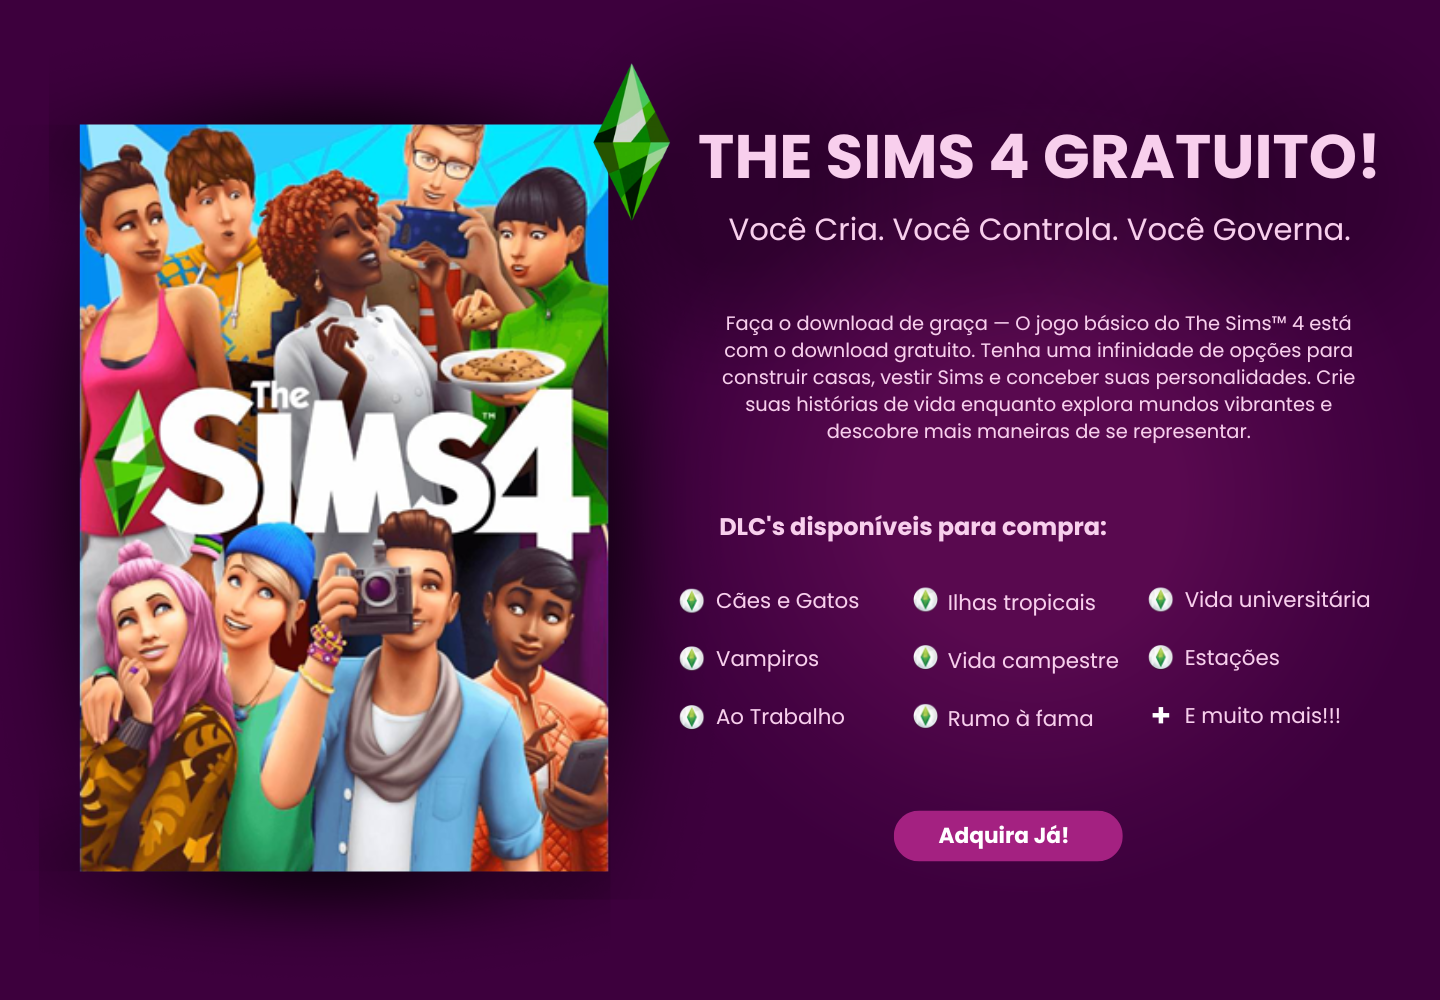 The
SIMS4
™
THE SIMS 4 GRATUITO!
Você Cria. Você Controla. Você Governa.
Faça o download de graça — O jogo básico do The Sims™ 4 está
com o download gratuito. Tenha uma infinidade de opções para
construir casas, vestir Sims e conceber suas personalidades. Crie
suas histórias de vida enquanto explora mundos vibrantes e
descobre mais maneiras de se representar.
DLC's disponíveis para compra:
Cães e Gatos
Ilhas tropicais
Vida universitária
Vampiros
Vida campestre
Estações
Ao Trabalho
Rumo à fama
E muito mais!!!
Adquira Já!